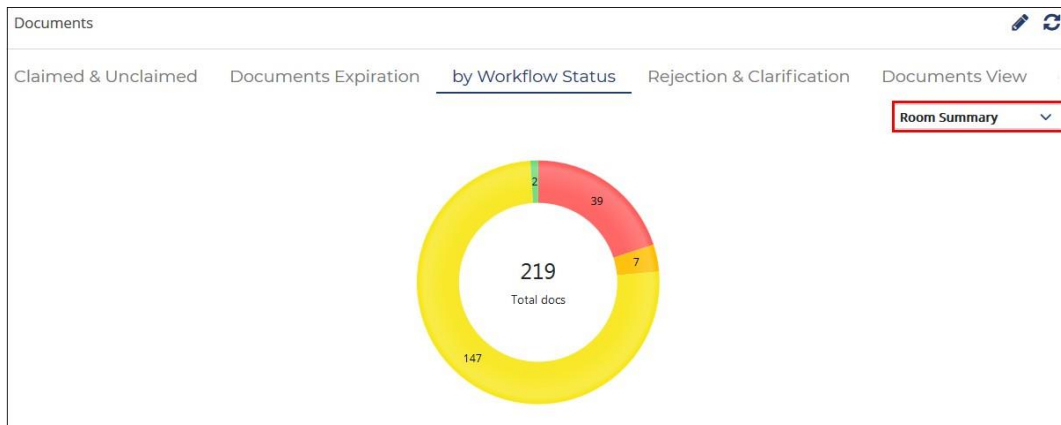 Documents
Claimed & Unclaimed Documents Expiration by Workflow Status Rejection & Clarification Documents View
Room Summary
2
39
7
219
Total docs
147